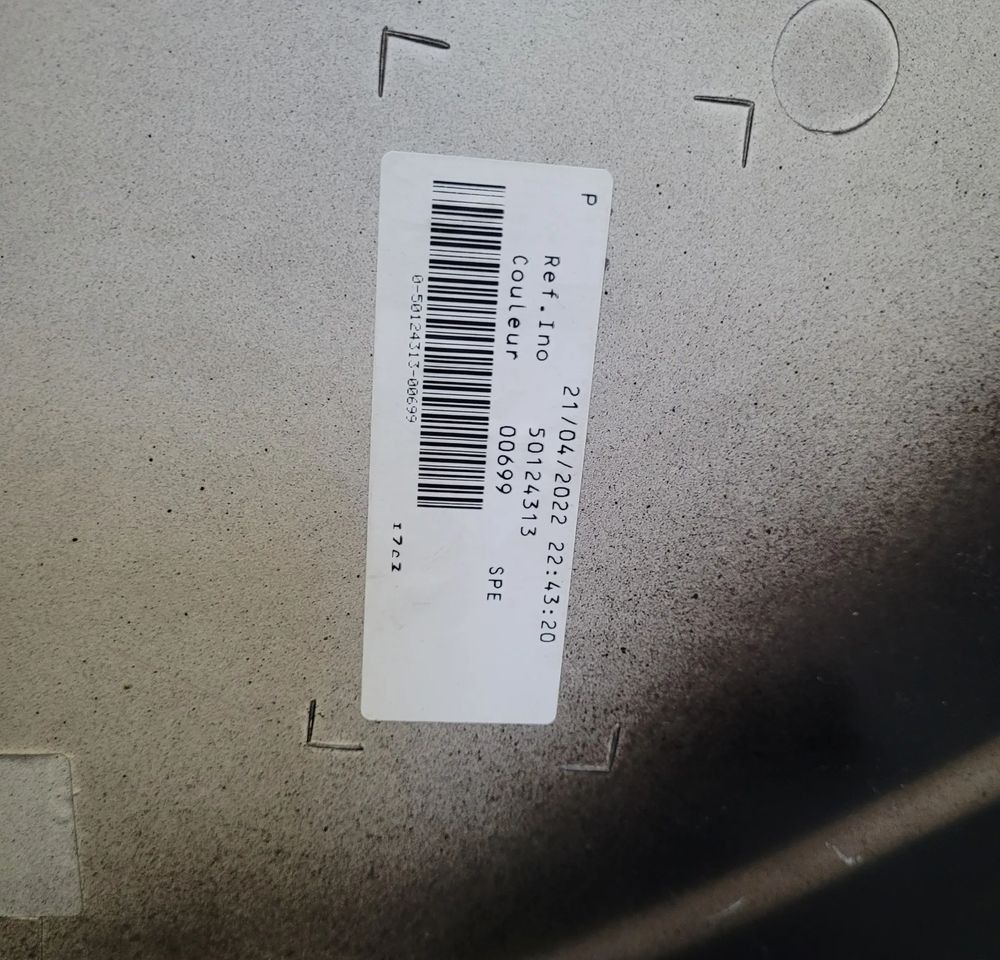 P
21/04/2022 22:43:20
Ref.Ino 50124313
Couleur 00699
SPE
0-50124313-00699